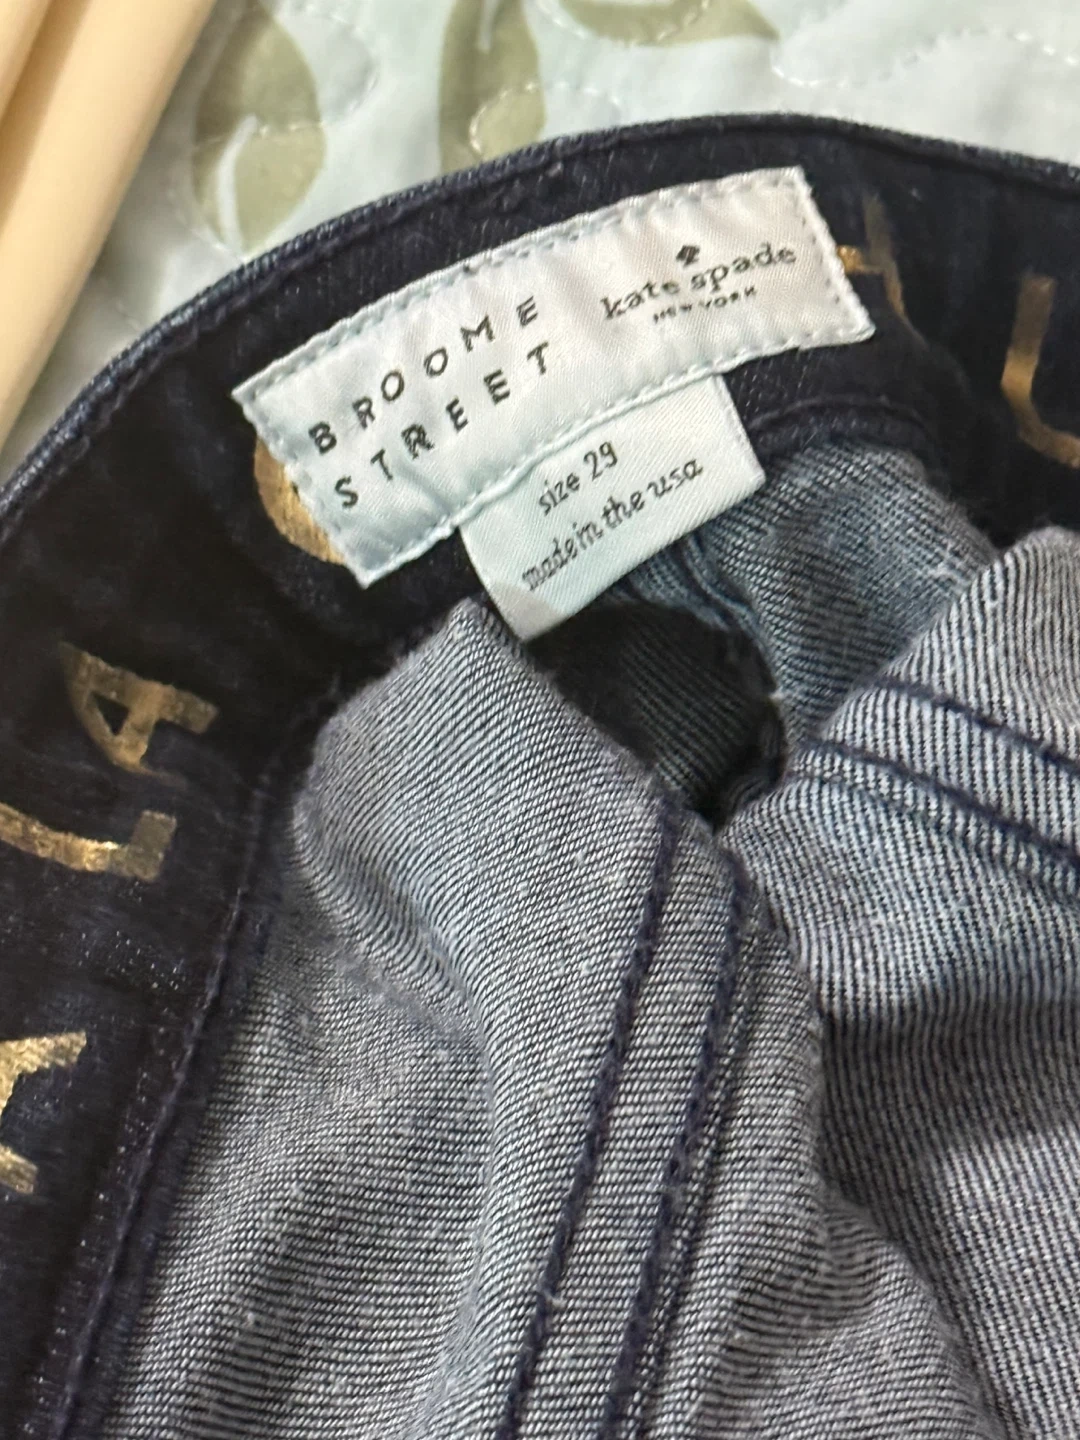 BROOME
STREET
kate spade
NEW YORK
size 29
made in the usa